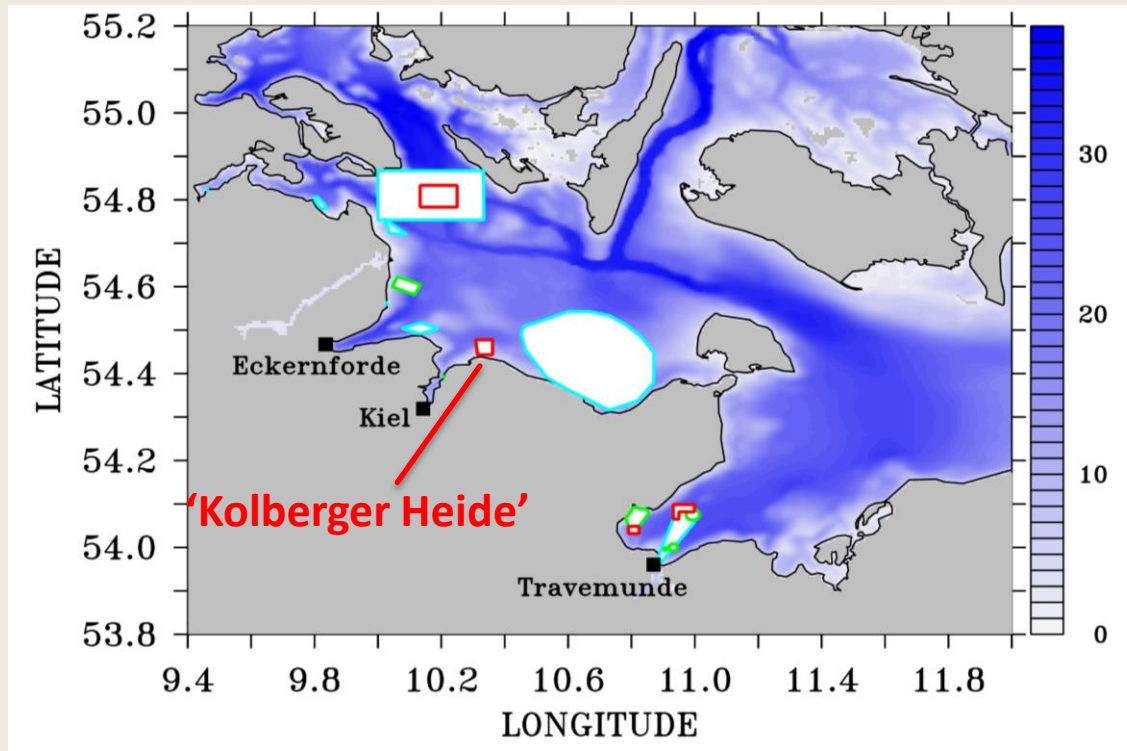 55.2
55.0
54.8
54.6
54.4
54.2
54.0
53.8
LATITUDE
30
20
10
0
Eckernforde
Kiel
'Kolberger Heide'
Travemunde
9.4 9.8 10.2 10.6 11.0 11.4 11.8
LONGITUDE